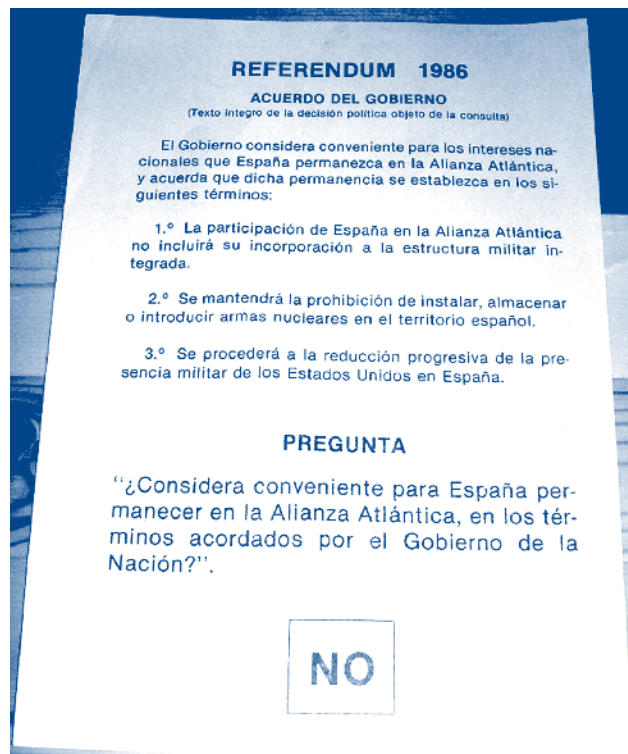 REFERENDUM 1986
ACUERDO DEL GOBIERNO
(Texto íntegro de la decisión política objeto de la consulta)
El Gobierno considera conveniente para los intereses na-
cionales que España permanezca en la Alianza Atlántica,
y acuerda que dicha permanencia se establezca en los si-
guientes términos:
1.º La participación de España en la Alianza Atlántica
no incluirá su incorporación a la estructura militar in-
tegrada.
2.º Se mantendrá la prohibición de instalar, almacenar
o introducir armas nucleares en el territorio español.
3.º Se procederá a la reducción progresiva de la pre-
sencia militar de los Estados Unidos en España.
PREGUNTA
"¿Considera conveniente para España per-
manecer en la Alianza Atlántica, en los tér-
minos acordados por el Gobierno de la
Nación?".
NO